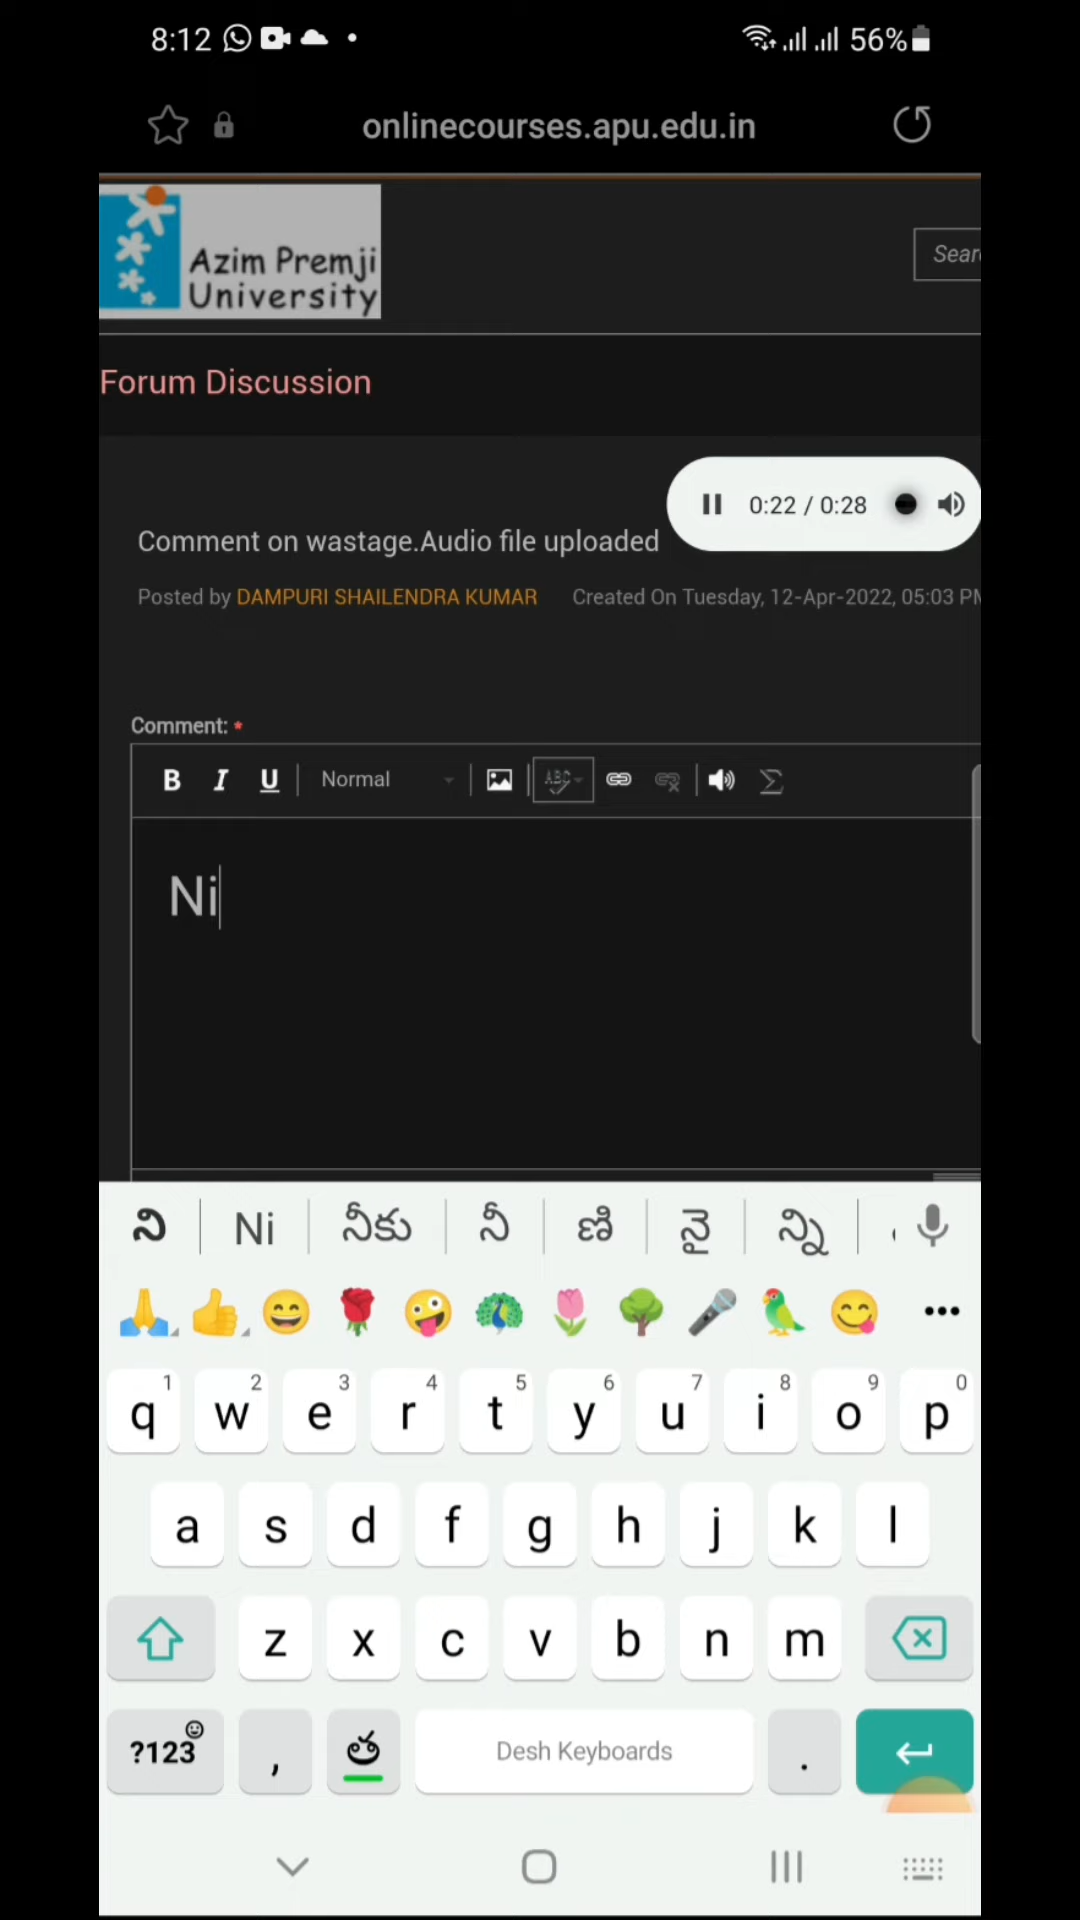 8:12 56%
onlinecourses.apu.edu.in
Azim Premji
University
Sear
Forum Discussion
0:22 / 0:28
Comment on wastage.Audio file uploaded
Posted by DAMPURI SHAILENDRA KUMAR Created On Tuesday, 12-Apr-2022, 05:03 PM
Comment: *
B I U Normal ABC Σ
Ni
ని Ni నీకు నీ ణి నై న్ని
1 2 3 4 5 6 7 8 9 0
q w e r t y u i o p
a s d f g h j k l
z x c v b n m
?123 , త Desh Keyboards .